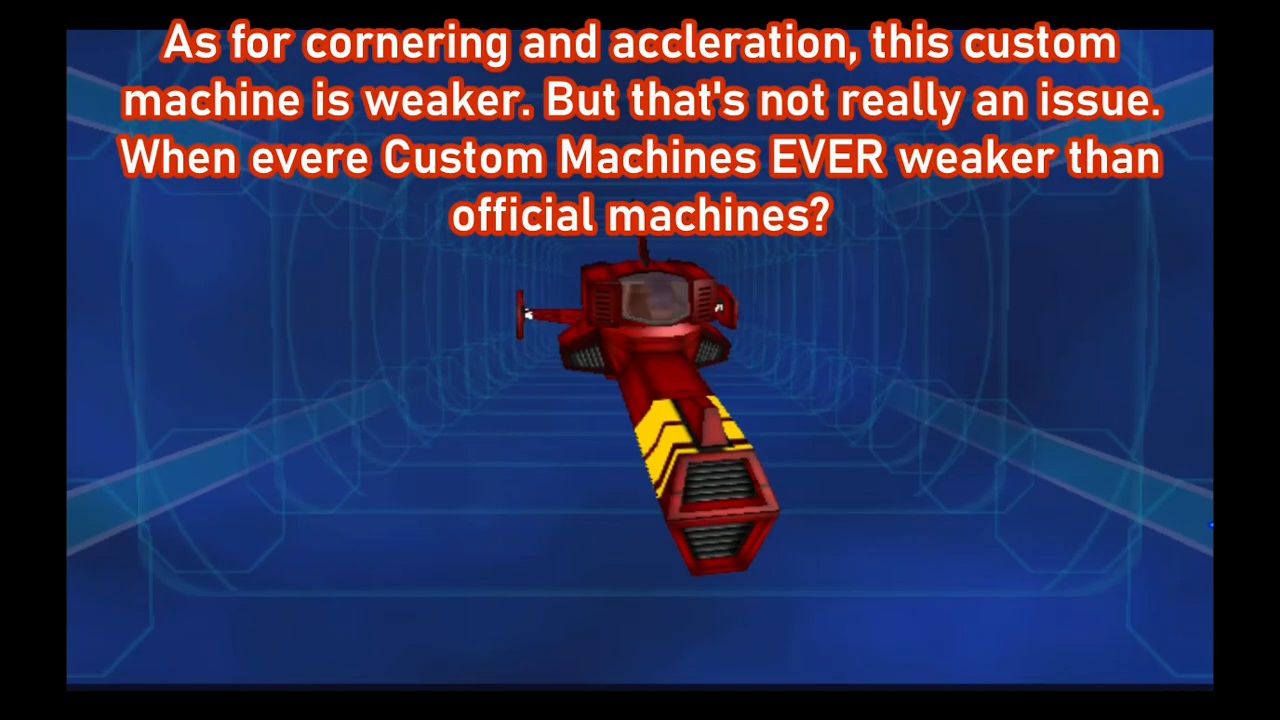 As for cornering and accleration, this custom
machine is weaker. But that's not really an issue.
When evere Custom Machines EVER weaker than
official machines?